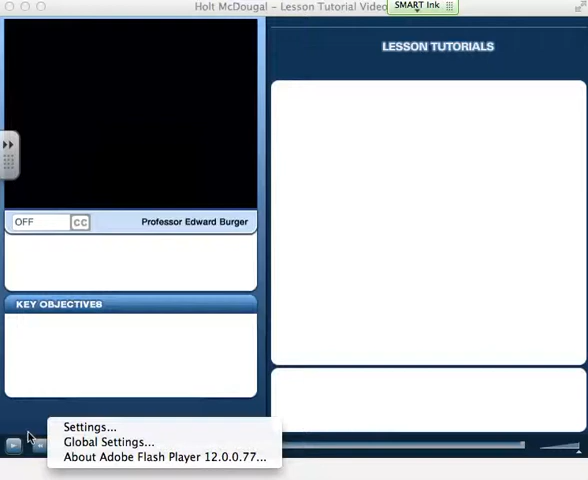 Holt McDougal – Lesson Tutorial Video
SMART Ink
LESSON TUTORIALS
OFF CC Professor Edward Burger
KEY OBJECTIVES
Settings...
Global Settings...
About Adobe Flash Player 12.0.0.77...